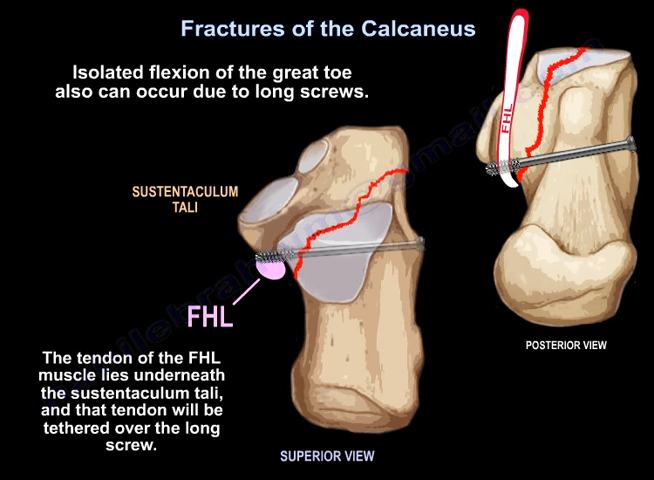 Fractures of the Calcaneus
Isolated flexion of the great toe
also can occur due to long screws.
FHL
SUSTENTACULUM
TALI
FHL
POSTERIOR VIEW
The tendon of the FHL
muscle lies underneath
the sustentaculum tali,
and that tendon will be
tethered over the long
screw.
SUPERIOR VIEW